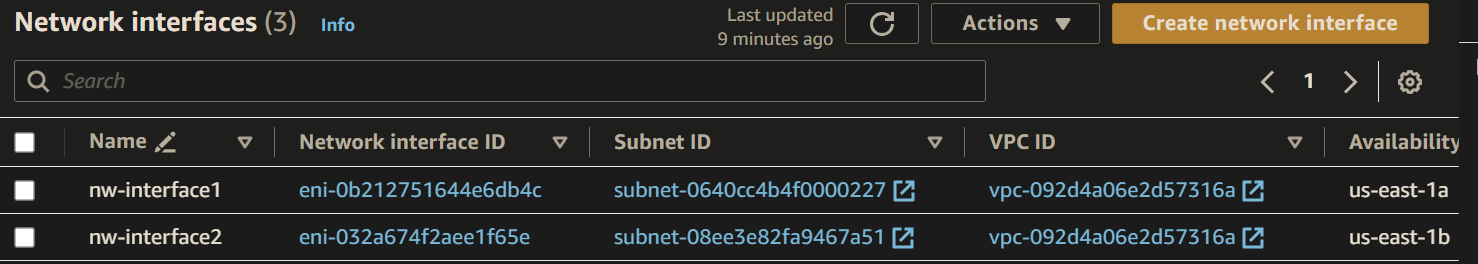 Network interfaces (3) Info
Last updated
9 minutes ago
Actions
Create network interface
Search
1
Name Network interface ID Subnet ID VPC ID Availability
nw-interface1 eni-0b212751644e6db4c subnet-0640cc4b4f0000227 vpc-092d4a06e2d57316a us-east-1a
nw-interface2 eni-032a674f2aee1f65e subnet-08ee3e82fa9467a51 vpc-092d4a06e2d57316a us-east-1b